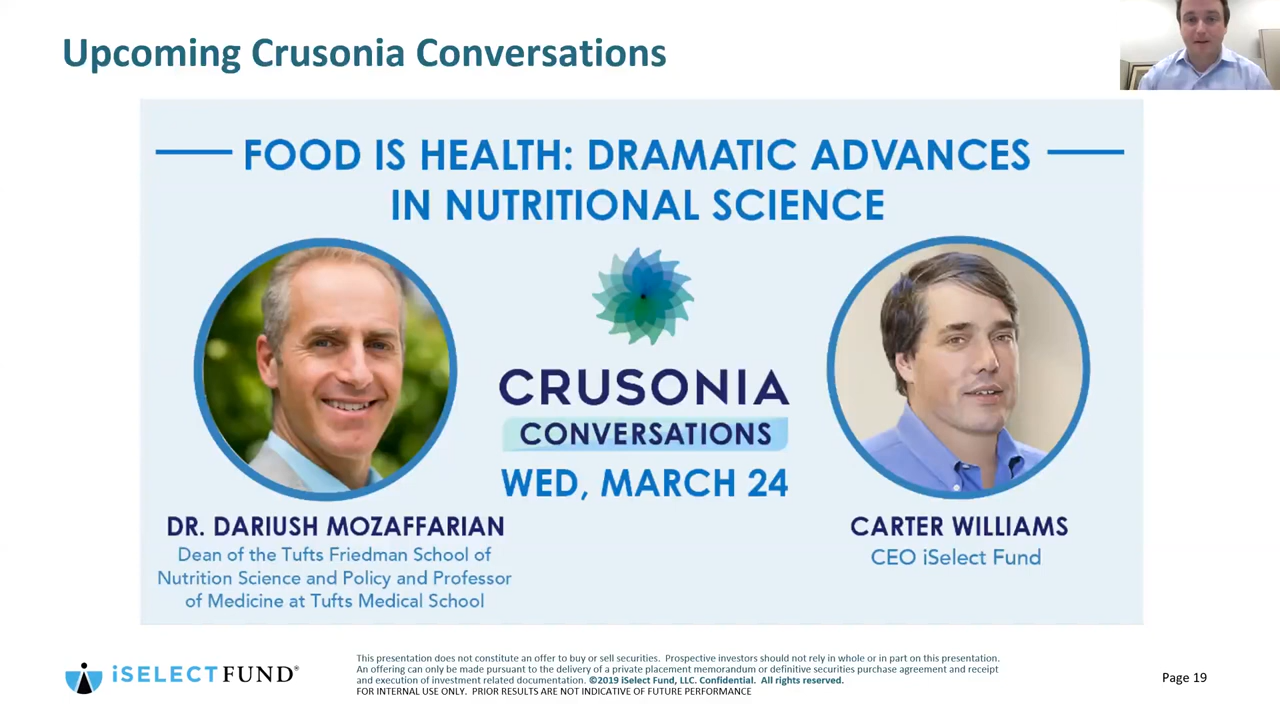 Upcoming Crusonia Conversations
FOOD IS HEALTH: DRAMATIC ADVANCES
IN NUTRITIONAL SCIENCE
CRUSONIA
CONVERSATIONS
WED, MARCH 24
DR. DARIUSH MOZAFFARIAN
Dean of the Tufts Friedman School of
Nutrition Science and Policy and Professor
of Medicine at Tufts Medical School
CARTER WILLIAMS
CEO iSelect Fund
iSELECTFUND®
This presentation does not constitute an offer to buy or sell securities. Prospective investors should not rely in whole or in part on this presentation.
An offering can only be made pursuant to the delivery of a private placement memorandum or definitive securities purchase agreement and receipt
and execution of investment related documentation. ©2019 iSelect Fund, LLC. Confidential. All rights reserved.
FOR INTERNAL USE ONLY. PRIOR RESULTS ARE NOT INDICATIVE OF FUTURE PERFORMANCE
Page 19